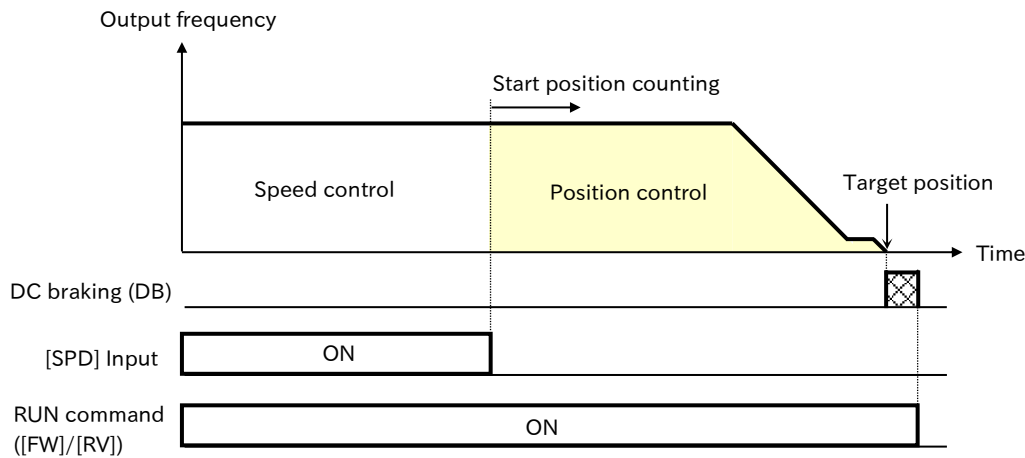 Output frequency
Start position counting
Speed control
Position control
Target position
Time
DC braking (DB)
[SPD] Input
ON
RUN command
([FW]/[RV])
ON